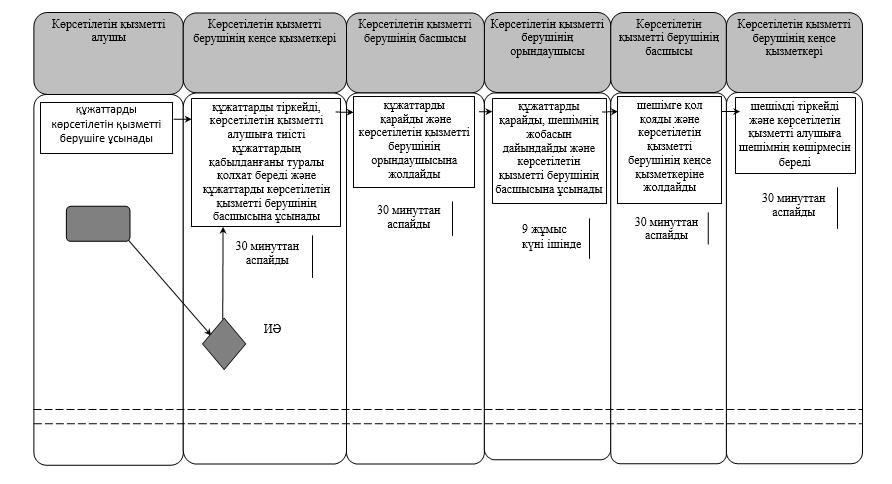 Көрсетілетін қызметті
алушы
Көрсетілетін қызметті
берушінің кеңсе қызметкері
Көрсетілетін қызметті
берушінің басшысы
Көрсетілетін қызметті
берушінің
орындаушысы
Көрсетілетін
қызметті берушінің
басшысы
Көрсетілетін қызметті
берушінің кеңсе
қызметкері
құжаттарды
көрсетілетін қызметті
берушіге ұсынады
құжаттарды тіркейді,
көрсетілетін қызметті
алушыға тиісті
құжаттардың
қабылданғаны туралы
қолхат береді және
құжаттарды көрсетілетін
қызметті берушінің
басшысына ұсынады
құжаттарды
қарайды және
көрсетілетін қызметті
берушінің
орындаушысына
жолдайды
құжаттарды
қарайды, шешімнің
жобасын
дайындайды және
көрсетілетін
қызметті берушінің
басшысына ұсынады
шешімге қол
қояды және
көрсетілетін
қызметті
берушінің кеңсе
қызметкеріне
жолдайды
шешімді тіркейді
және көрсетілетін
қызметті алушыға
шешімнің көшірмесін
береді
30 минуттан
аспайды
30 минуттан
аспайды
9 жұмыс
күні ішінде
30 минуттан
аспайды
30 минуттан
аспайды
ИӘ